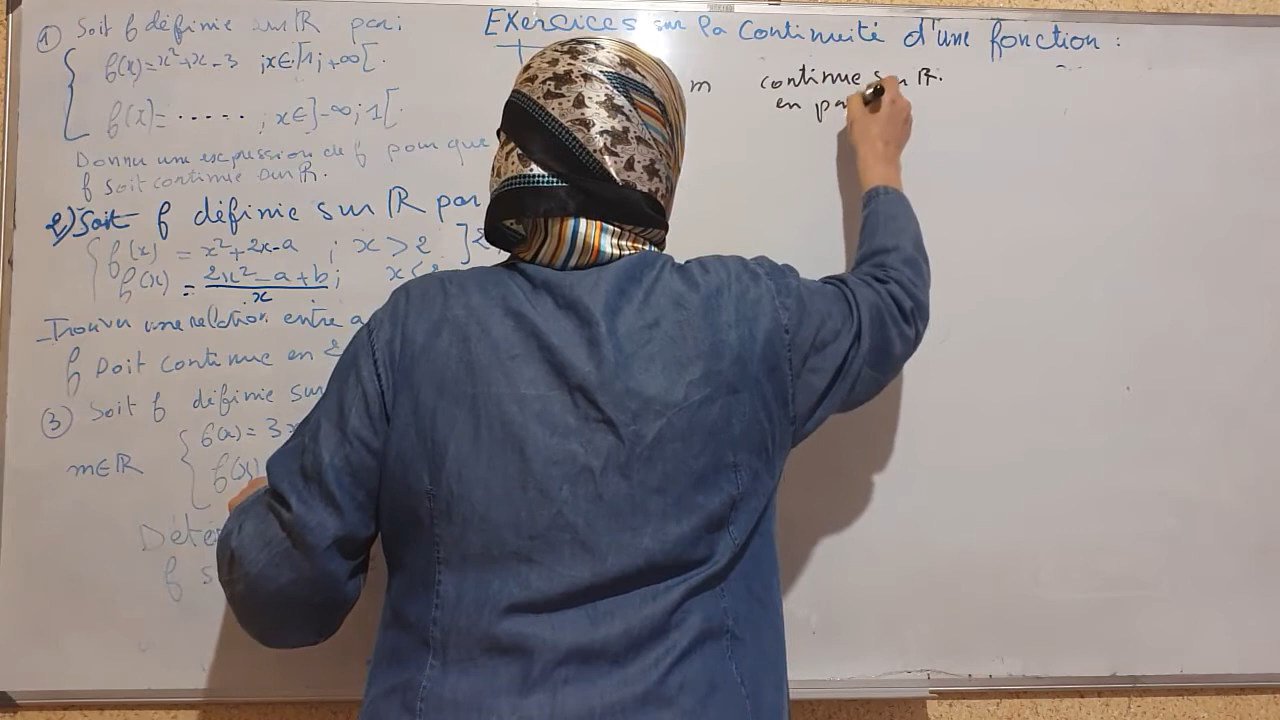 Exercices sur la Continuité d'une fonction :
① Soit f définie sur ℝ par :
f(x) = x²+x-3 ; x∈[1 ; +∞[.
f(x) = ..... ; x∈]-∞ ; 1[.
Donner une expression de f pour que
f soit continue sur ℝ.
2) Soit f définie sur ℝ par
f(x) = x²+2x-a ; x > 2 ]2
f(x) = (2x²-a+b)/x ; x
Trouver une relation entre a
f soit continue en 2
③ Soit f définie sur
m∈ℝ
f(x) = 3x
f(x)
f s
m continue sur ℝ.
en